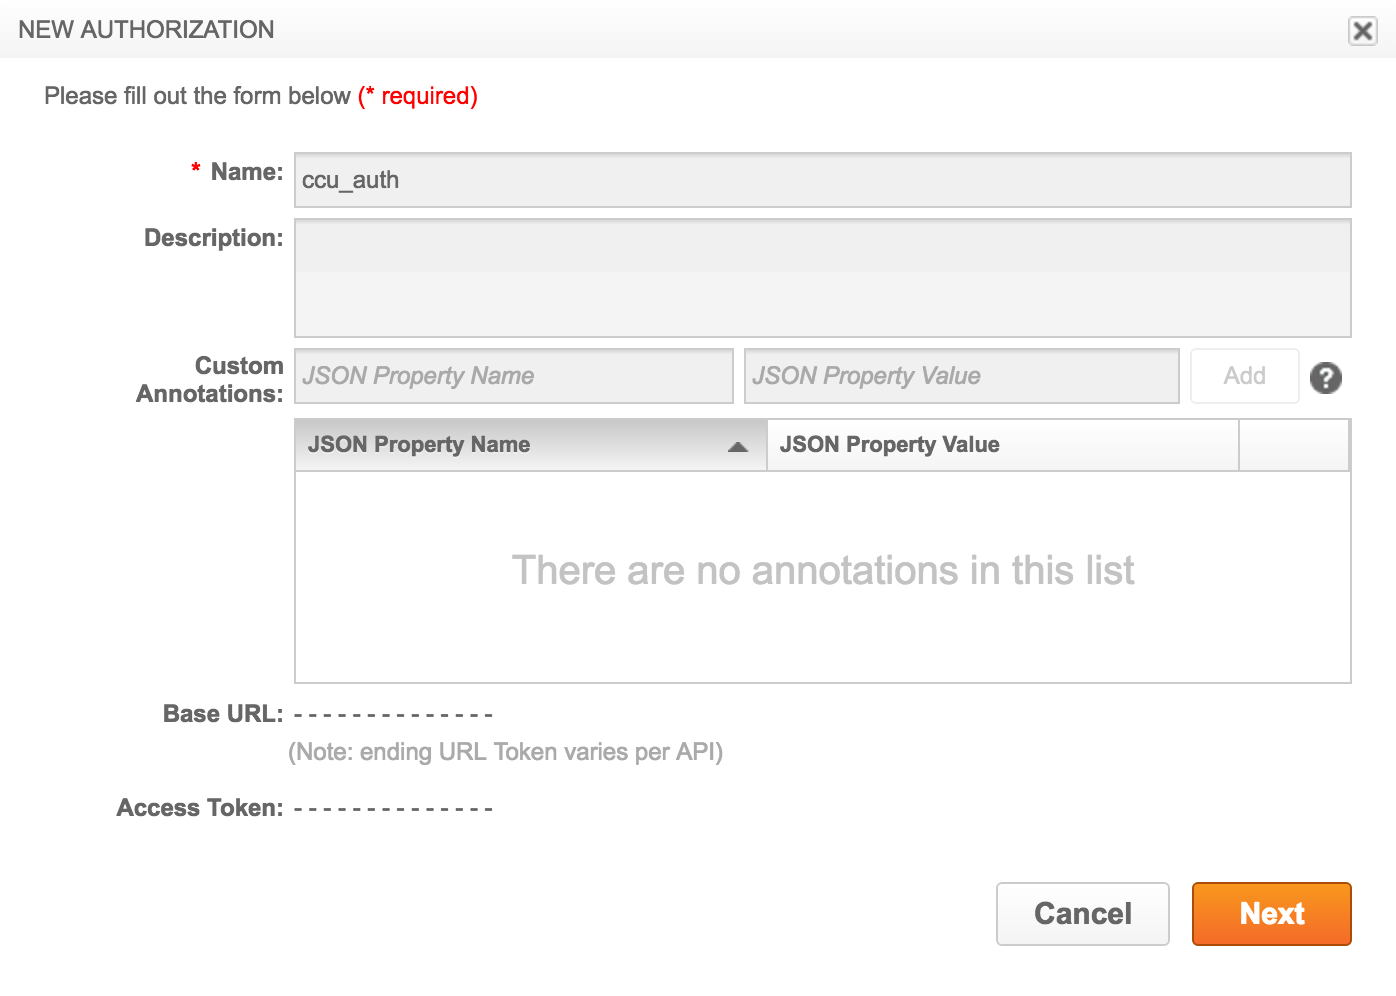 NEW AUTHORIZATION
Please fill out the form below (* required)
* Name: ccu_auth
Description:
Custom Annotations: JSON Property Name JSON Property Value Add ?
JSON Property Name JSON Property Value
There are no annotations in this list
Base URL: - - - - - - - - - - - - - -
(Note: ending URL Token varies per API)
Access Token: - - - - - - - - - - - - - -
Cancel Next